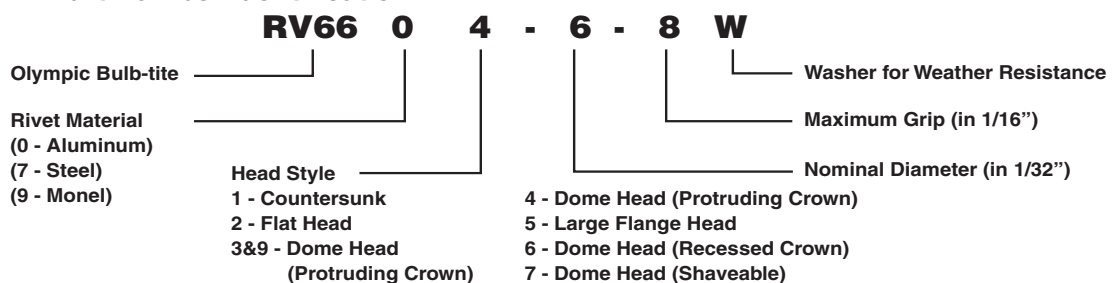 RV66 0 4 - 6 - 8 W
Olympic Bulb-tite
Washer for Weather Resistance
Rivet Material
(0 - Aluminum)
(7 - Steel)
(9 - Monel)
Maximum Grip (in 1/16”)
Nominal Diameter (in 1/32”)
Head Style
1 - Countersunk
2 - Flat Head
3&9 - Dome Head
(Protruding Crown)
4 - Dome Head (Protruding Crown)
5 - Large Flange Head
6 - Dome Head (Recessed Crown)
7 - Dome Head (Shaveable)